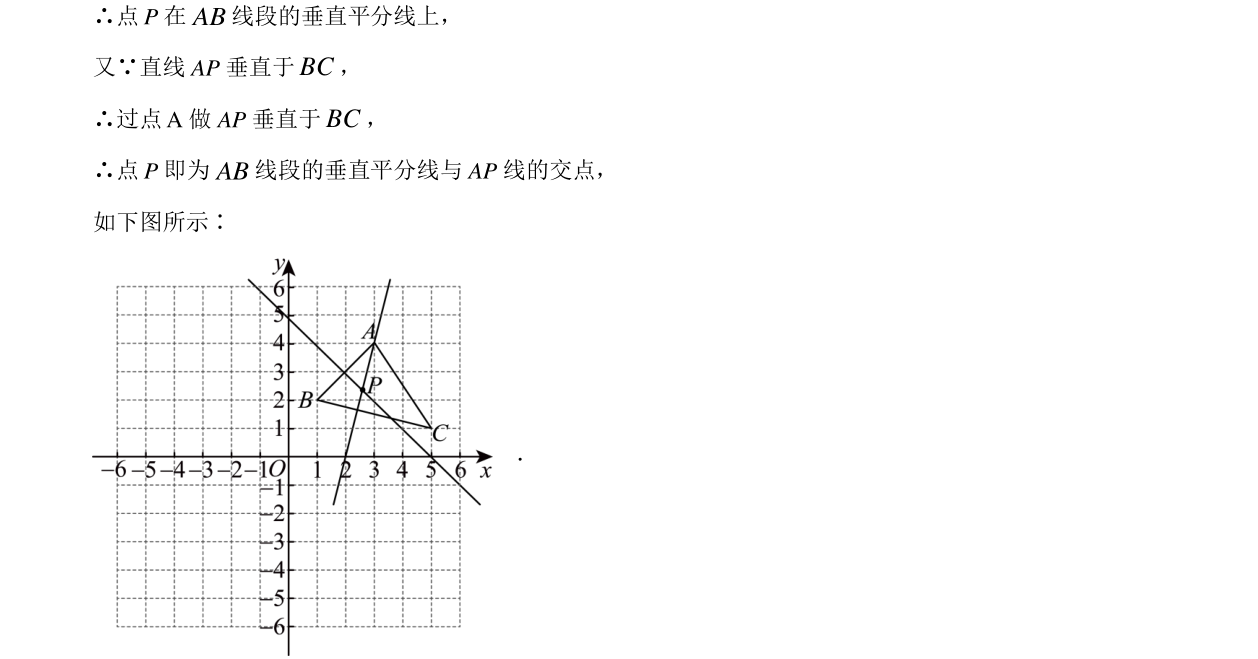 ∴点 P 在 AB 线段的垂直平分线上，
又∵直线 AP 垂直于 BC，
∴过点 A 做 AP 垂直于 BC，
∴点 P 即为 AB 线段的垂直平分线与 AP 线的交点，
如下图所示：
y
6
5
A
4
3
P
2 B
1
C
–6 –5 –4 –3 –2 –1 O 1 2 3 4 5 6 x .
–1
–2
–3
–4
–5
–6